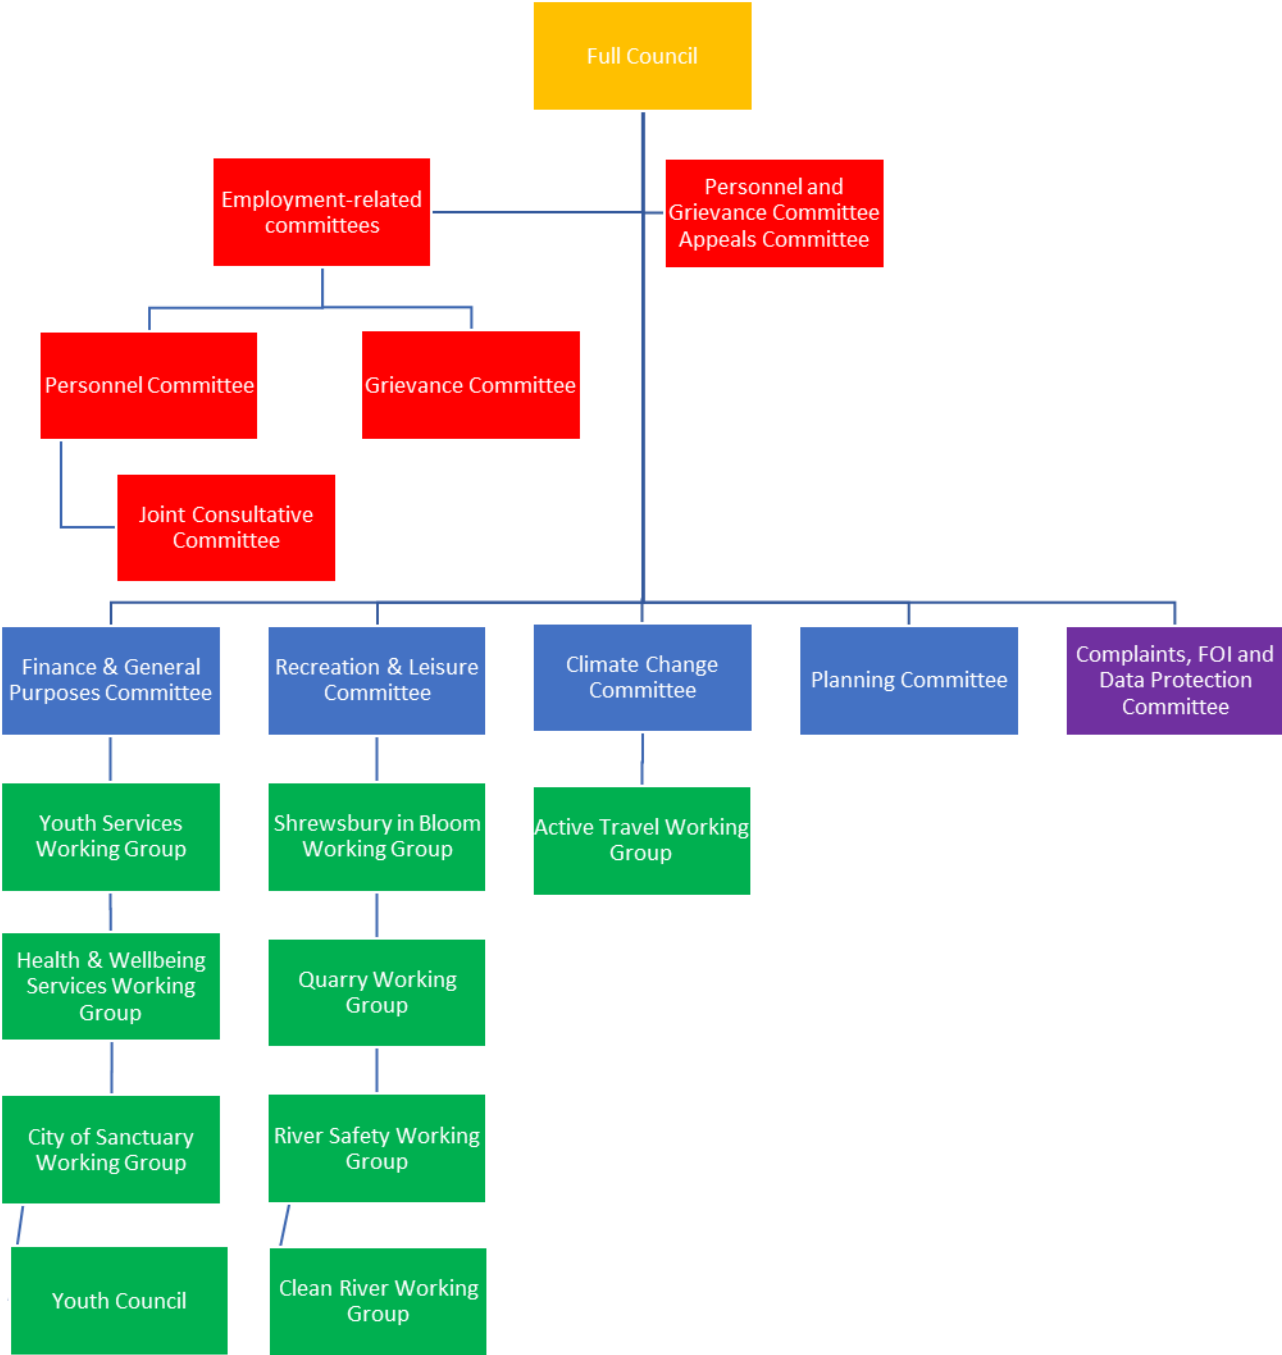 Full Council
Employment-related
committees
Personnel and
Grievance Committee
Appeals Committee
Personnel Committee
Grievance Committee
Joint Consultative
Committee
Finance & General
Purposes Committee
Recreation & Leisure
Committee
Climate Change
Committee
Planning Committee
Complaints, FOI and
Data Protection
Committee
Youth Services
Working Group
Shrewsbury in Bloom
Working Group
Active Travel Working
Group
Health & Wellbeing
Services Working
Group
Quarry Working
Group
City of Sanctuary
Working Group
River Safety Working
Group
Youth Council
Clean River Working
Group